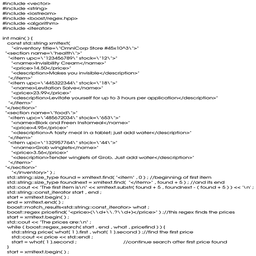 #include <vector>
#include <string>
#include <iostream>
#include <boost/regex.hpp>
#include <algorithm>
#include <iterator>
int main( ) {
const std::string xmltext(
"<inventory title=\"OmniCorp Store #45x10^3\">"
"<section name=\"health\">"
"<item upc=\"123456789\" stock=\"12\">"
"<name>Invisibility Cream</name>"
"<price>14.50</price>"
"<description>Makes you invisible</description>"
"</item>"
"<item upc=\"445322344\" stock=\"18\">"
"<name>Levitation Salve</name>"
"<price>23.99</price>"
"<description>Levitate yourself for up to 3 hours per application</description>"
"</item>"
"</section>"
"<section name=\"food\">"
"<item upc=\"485672034\" stock=\"653\">"
"<name>Blork and Freen Instameal</name>"
"<price>4.95</price>"
"<description>A tasty meal in a tablet; just add water</description>"
"</item>"
"<item upc=\"132957764\" stock=\"44\">"
"<name>Grob winglets</name>"
"<price>3.56</price>"
"<description>Tender winglets of Grob. Just add water</description>"
"</item>"
"</section>"
"</inventory>" ) ;
std::string::size_type found = xmltext.find( "<item" , 0 ) ; //beginning of first item
std::string::size_type foundnext = xmltext.find( "</item>" , found + 5 ) ; //and its end
std::cout << "The first item is\n" << xmltext.substr( found + 5 , foundnext - ( found + 5 ) ) << '\n' ;
std::string::const_iterator start , end ;
start = xmltext.begin( ) ;
end = xmltext.end( ) ;
boost::match_results<std::string::const_iterator> what ;
boost::regex pricefind( "<price>(\\d+\\.?\\d+)</price>" ) ;//this regex finds the prices
start = xmltext.begin( ) ;
std::cout << "The prices are:\n" ;
while ( boost::regex_search( start , end , what , pricefind ) ) {
std::string price( what[ 1 ].first , what[ 1 ].second ) ;//find the first price
std::cout << price << std::endl ;
start = what[ 1 ].second ; //continue search after first price found
}
start = xmltext.begin( ) ;